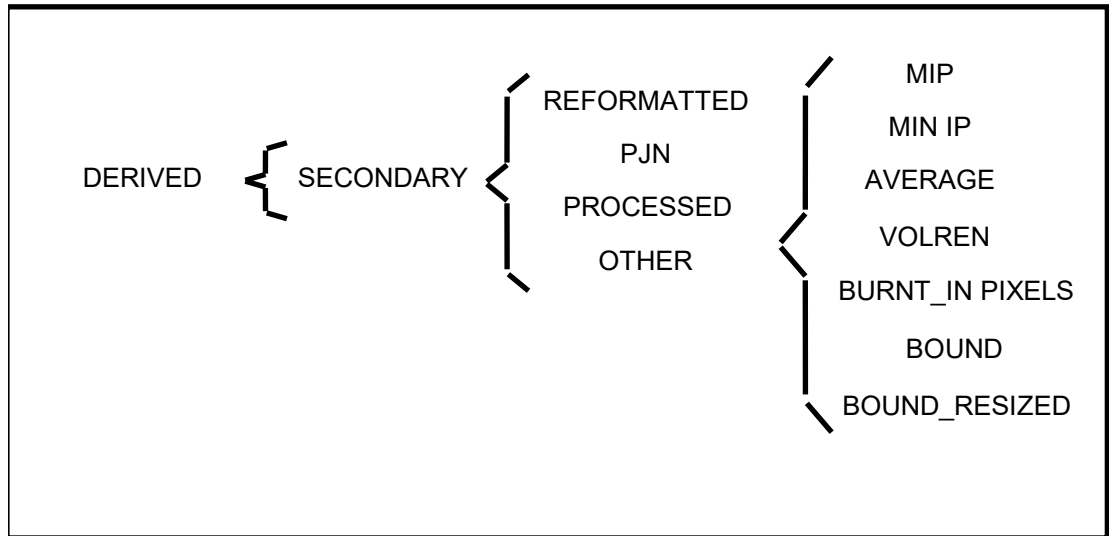 DERIVED
SECONDARY
REFORMATTED
PJN
PROCESSED
OTHER
MIP
MIN IP
AVERAGE
VOLREN
BURNT_IN PIXELS
BOUND
BOUND_RESIZED